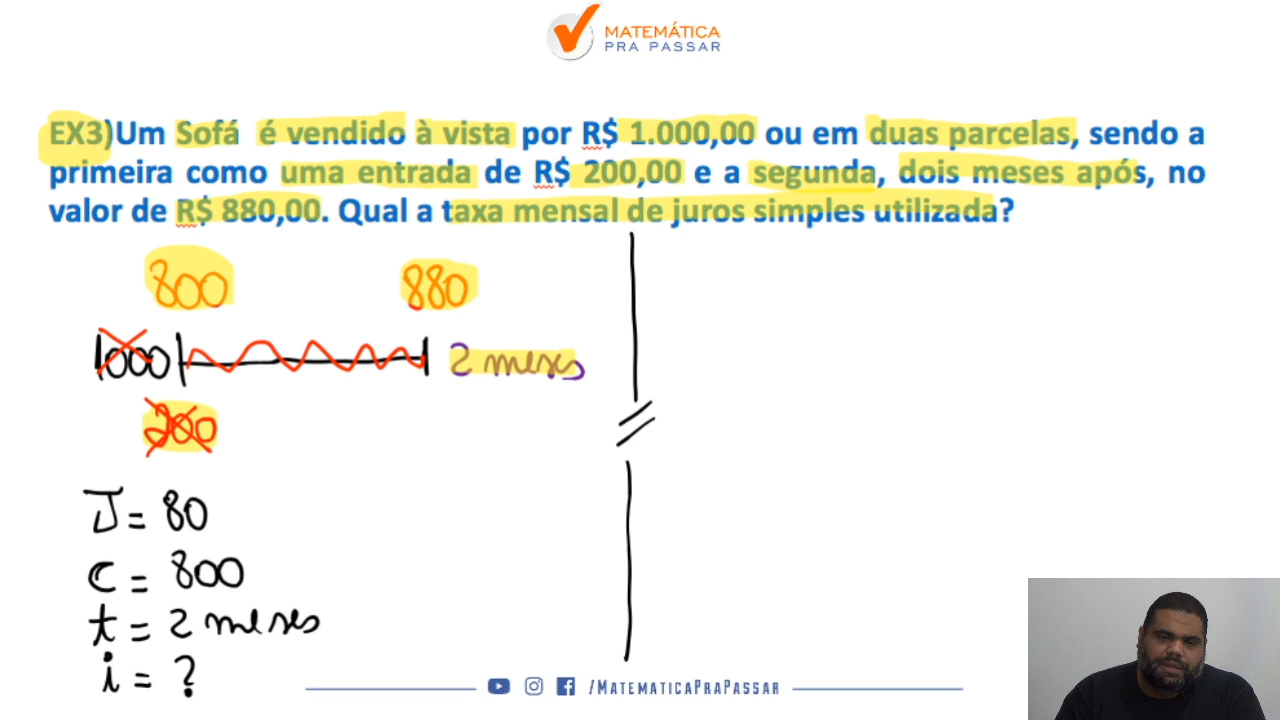 MATEMÁTICA
PRA PASSAR
EX3)Um Sofá é vendido à vista por R$ 1.000,00 ou em duas parcelas, sendo a
primeira como uma entrada de R$ 200,00 e a segunda, dois meses após, no
valor de R$ 880,00. Qual a taxa mensal de juros simples utilizada?
800 880
1000 2 meses
200
J = 80
C = 800
t = 2 meses
i = ?
/MATEMATICAPRAPASSAR